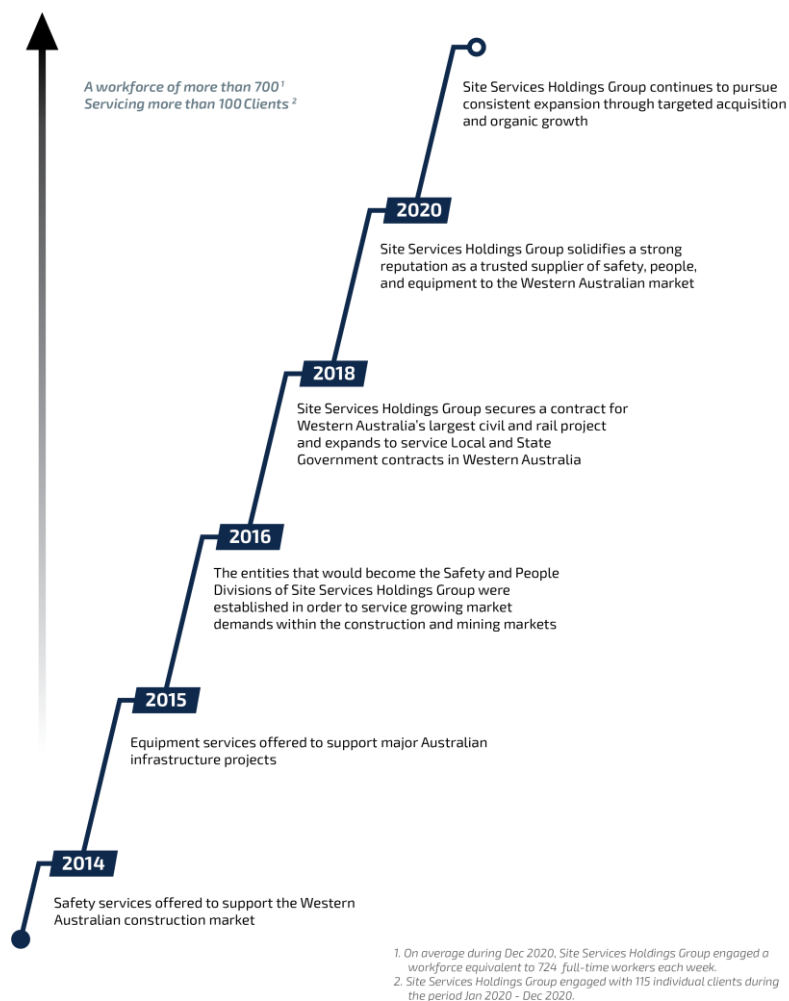 A workforce of more than 700¹
Servicing more than 100 Clients ²
Site Services Holdings Group continues to pursue
consistent expansion through targeted acquisition
and organic growth
2020
Site Services Holdings Group solidifies a strong
reputation as a trusted supplier of safety, people,
and equipment to the Western Australian market
2018
Site Services Holdings Group secures a contract for
Western Australia's largest civil and rail project
and expands to service Local and State
Government contracts in Western Australia
2016
The entities that would become the Safety and People
Divisions of Site Services Holdings Group were
established in order to service growing market
demands within the construction and mining markets
2015
Equipment services offered to support major Australian
infrastructure projects
2014
Safety services offered to support the Western
Australian construction market
1. On average during Dec 2020, Site Services Holdings Group engaged a
workforce equivalent to 724 full-time workers each week.
2. Site Services Holdings Group engaged with 115 individual clients during
the period Jan 2020 - Dec 2020.